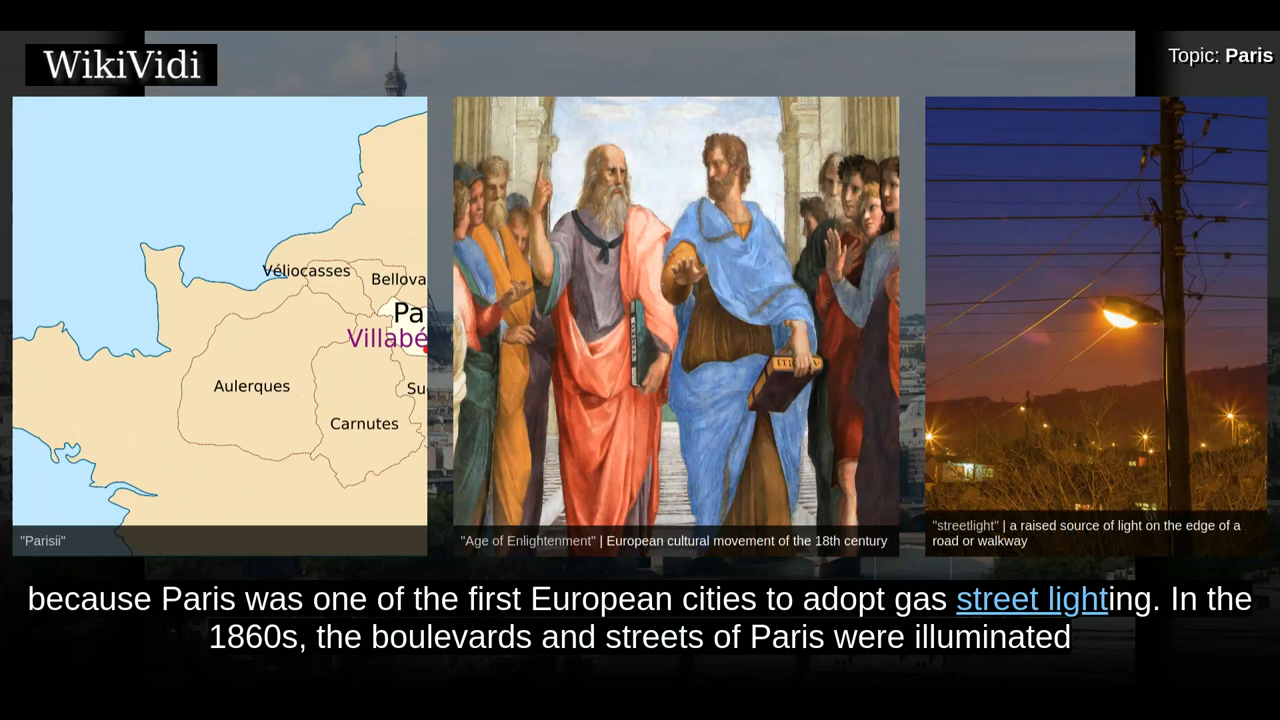 WikiVidi
Topic: Paris
Véliocasses
Bellova
Pa
Villabé
Aulerques
Su
Carnutes
"Parisii"
"Age of Enlightenment" | European cultural movement of the 18th century
"streetlight" | a raised source of light on the edge of a
road or walkway
because Paris was one of the first European cities to adopt gas street lighting. In the
1860s, the boulevards and streets of Paris were illuminated